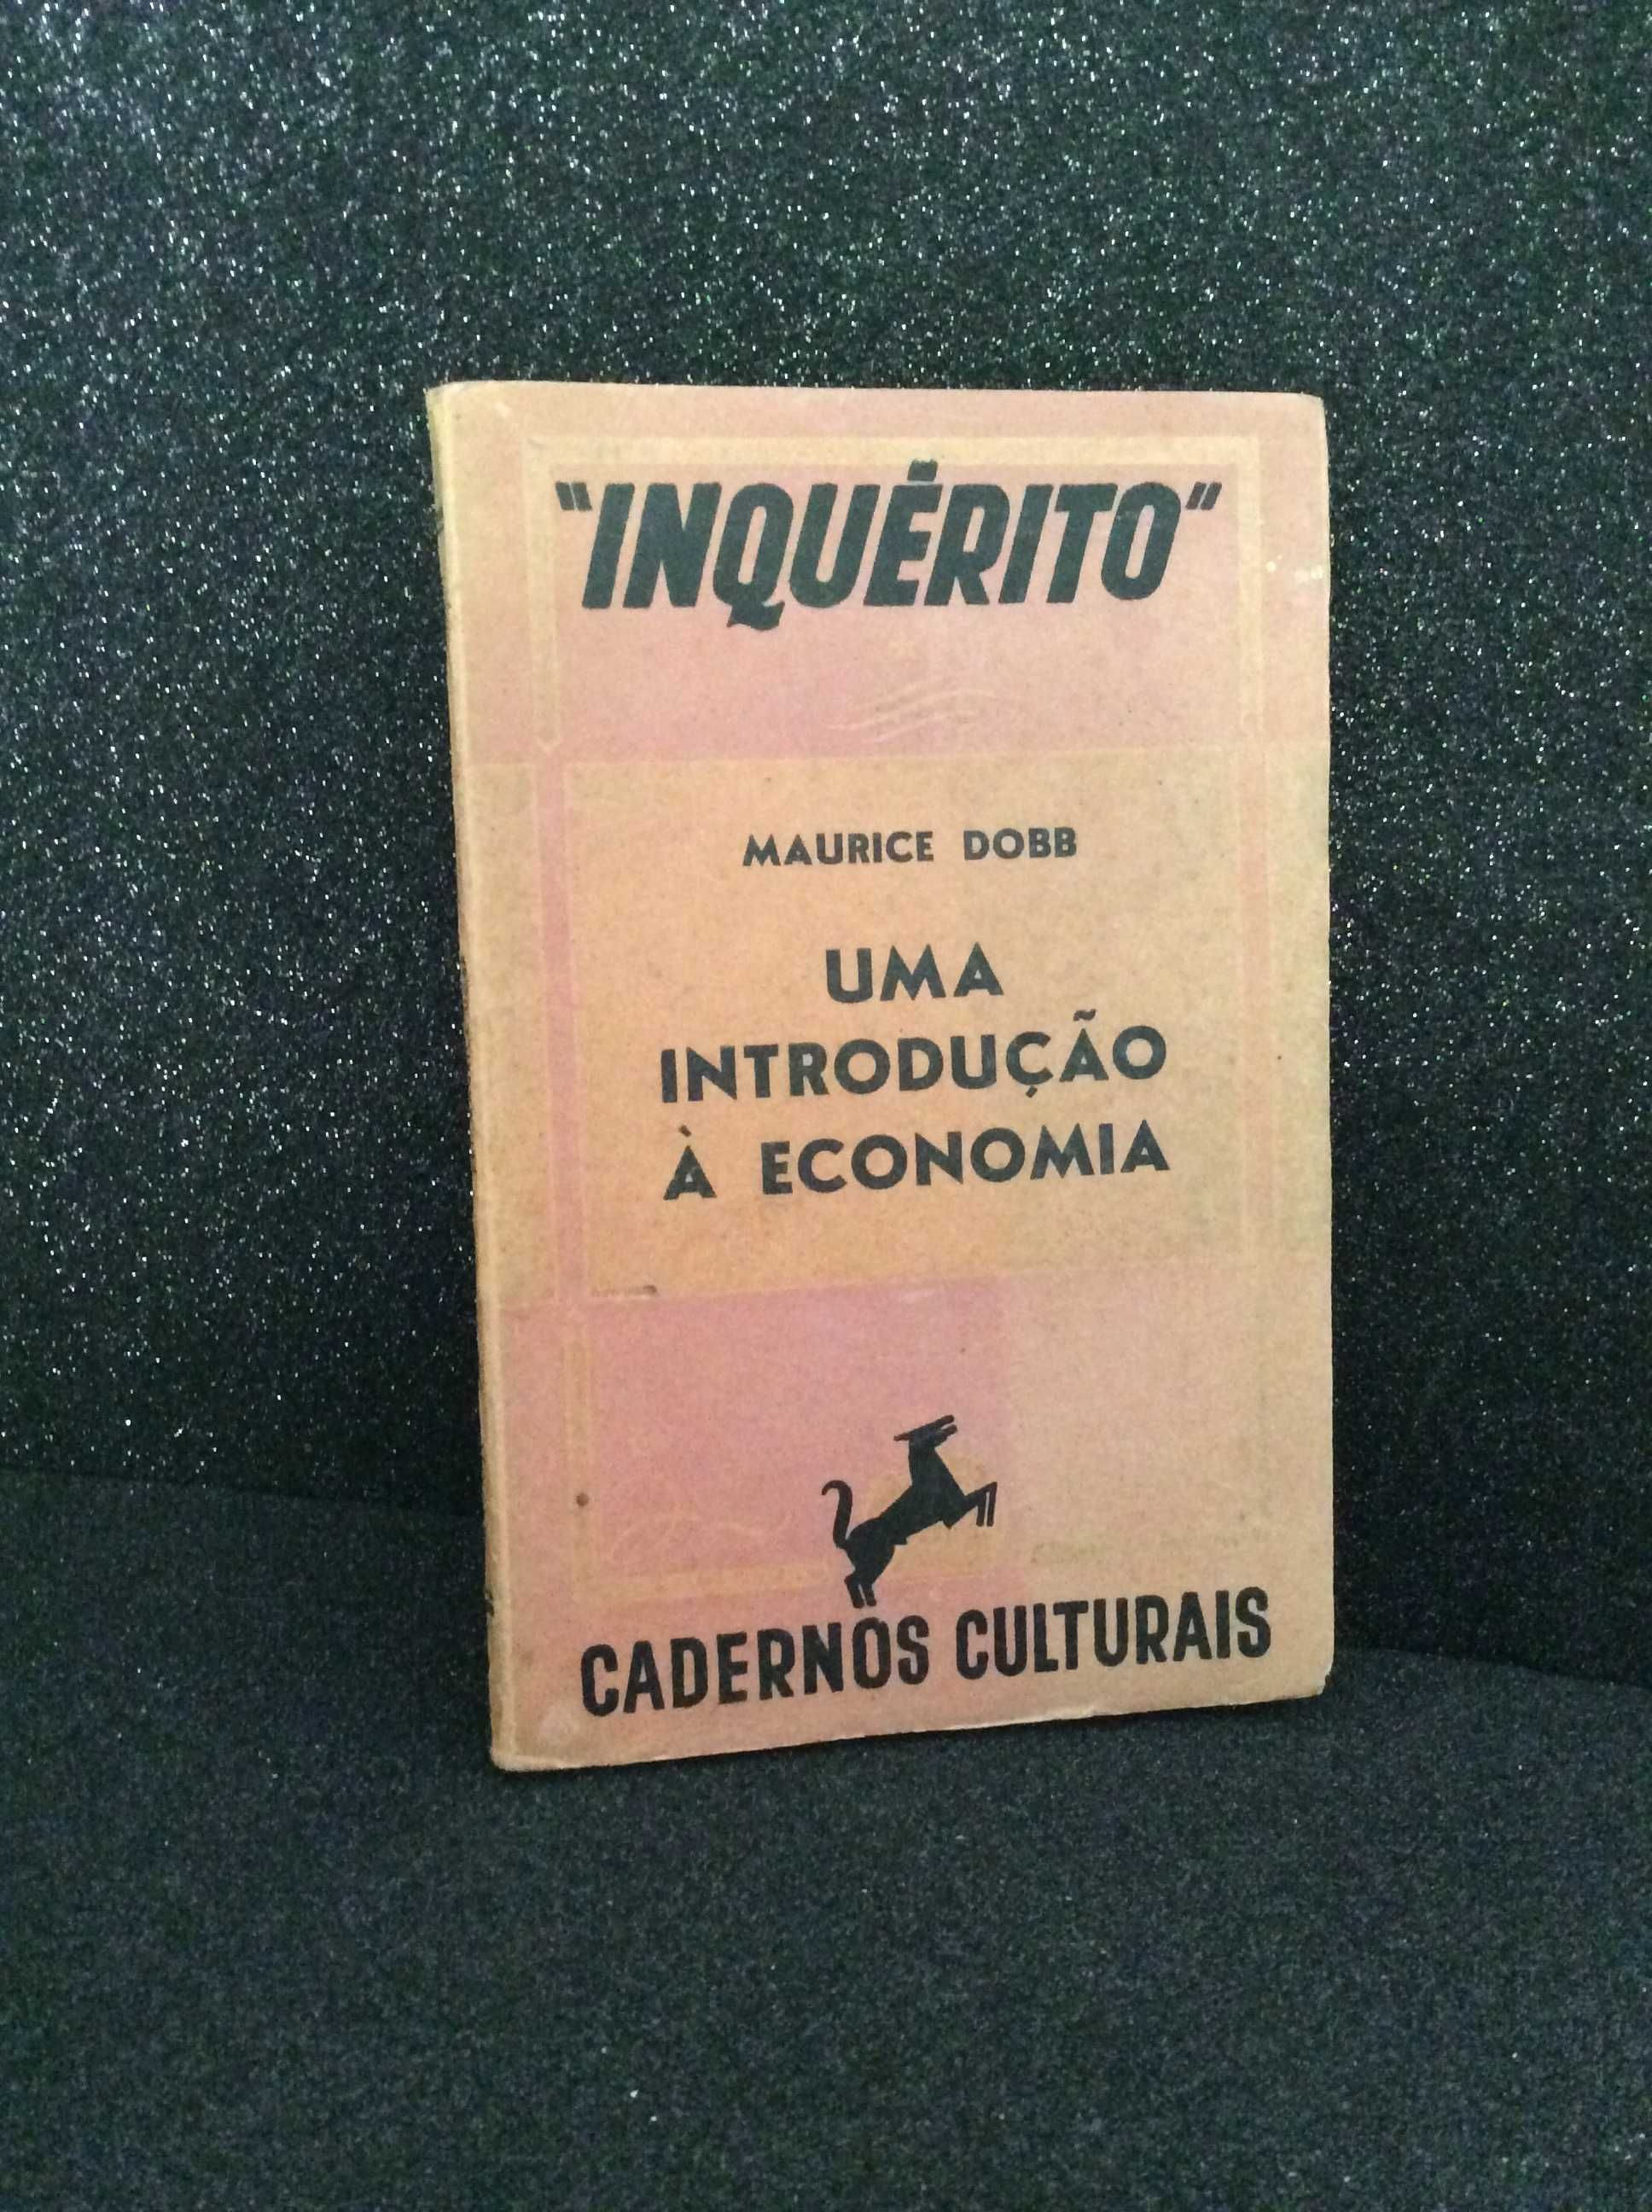 "INQUÉRITO"
MAURICE DOBB
UMA
INTRODUÇÃO
À ECONOMIA
CADERNOS CULTURAIS